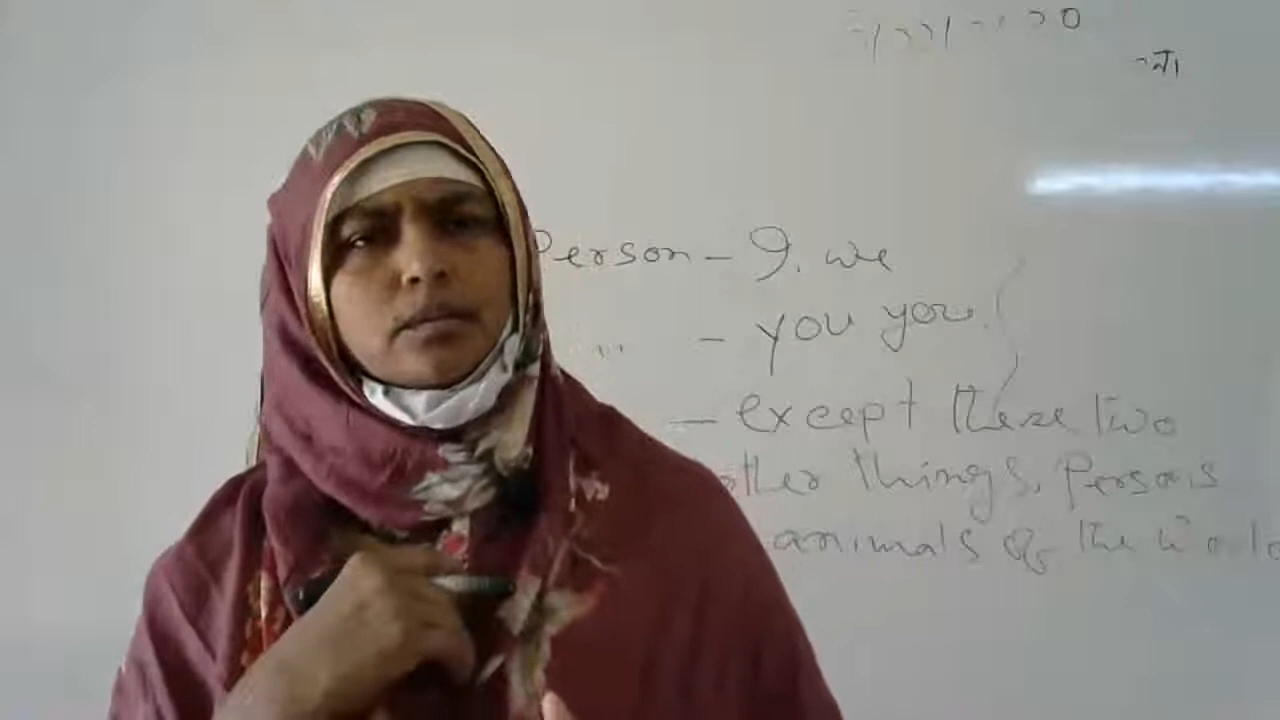 Person - I, we
" - you you
- except these two
other things, Persons
animals of the World